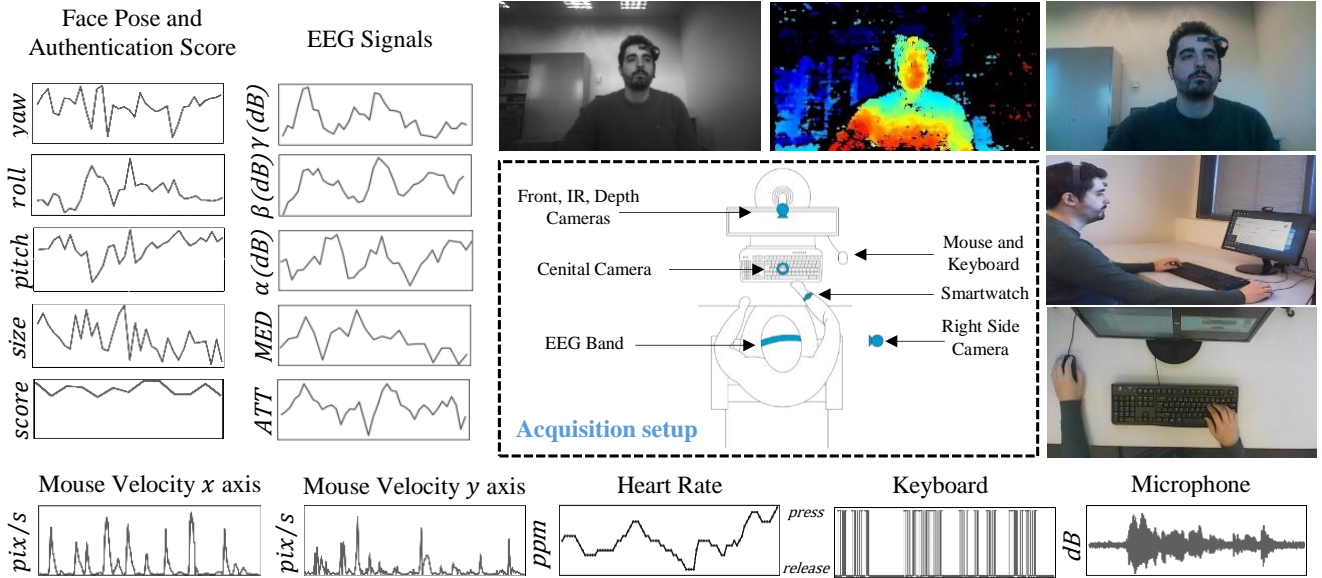 Face Pose and
Authentication Score
EEG Signals
yaw
roll
pitch
size
score
γ (dB)
β (dB)
α (dB)
MED
ATT
Front, IR, Depth
Cameras
Cenital Camera
EEG Band
Mouse and
Keyboard
Smartwatch
Right Side
Camera
Acquisition setup
Mouse Velocity x axis
pix/s
Mouse Velocity y axis
pix/s
Heart Rate
ppm
Keyboard
press
release
Microphone
dB